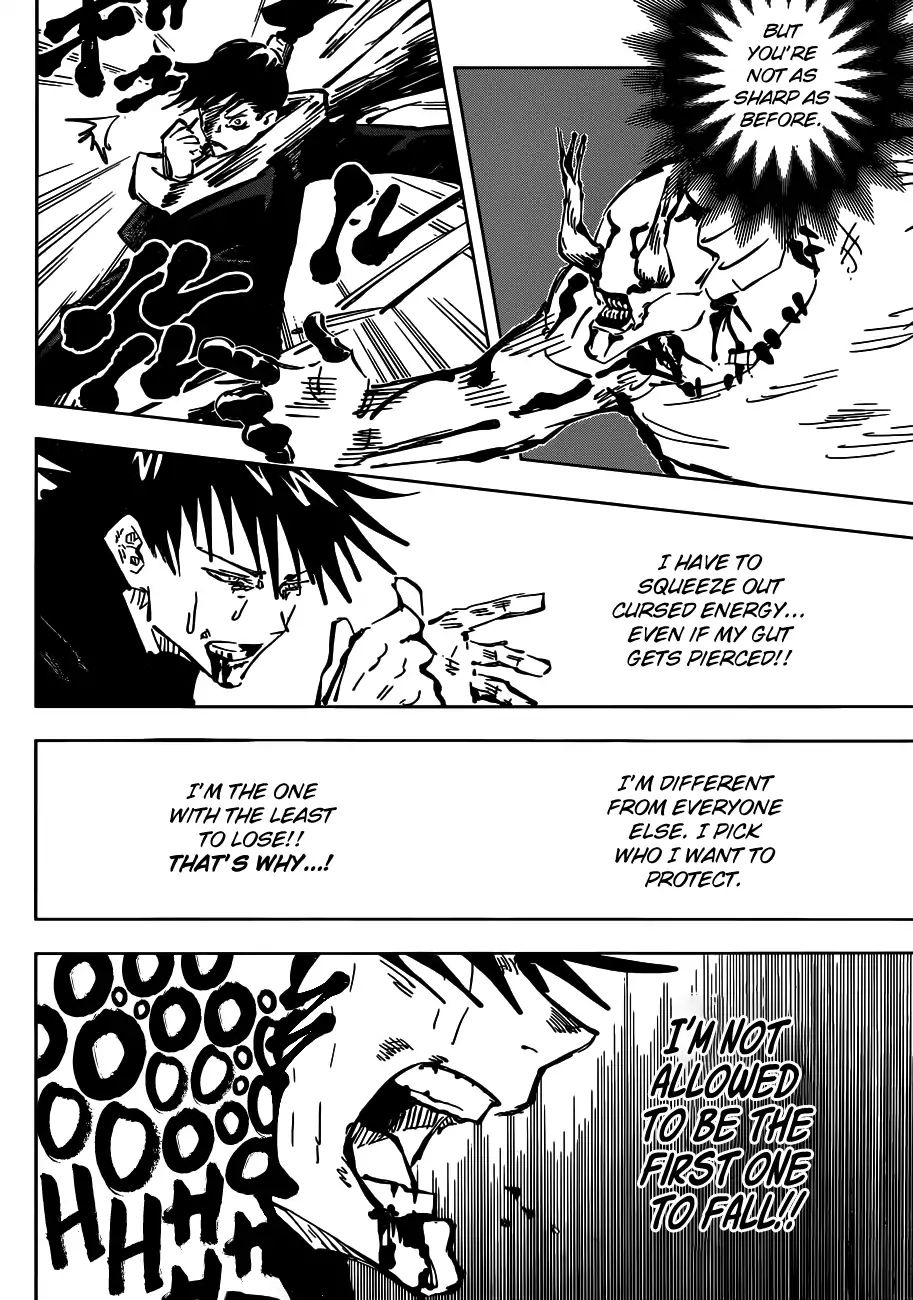 BUT
YOU'RE
NOT AS
SHARP AS
BEFORE.
I HAVE TO
SQUEEZE OUT
CURSED ENERGY...
EVEN IF MY GUT
GETS PIERCED!!
I'M DIFFERENT
FROM EVERYONE
ELSE. I PICK
WHO I WANT TO
PROTECT.
I'M THE ONE
WITH THE LEAST
TO LOSE!!
THAT'S WHY...!
I'M NOT
ALLOWED
TO BE THE
FIRST ONE
TO FALL!!